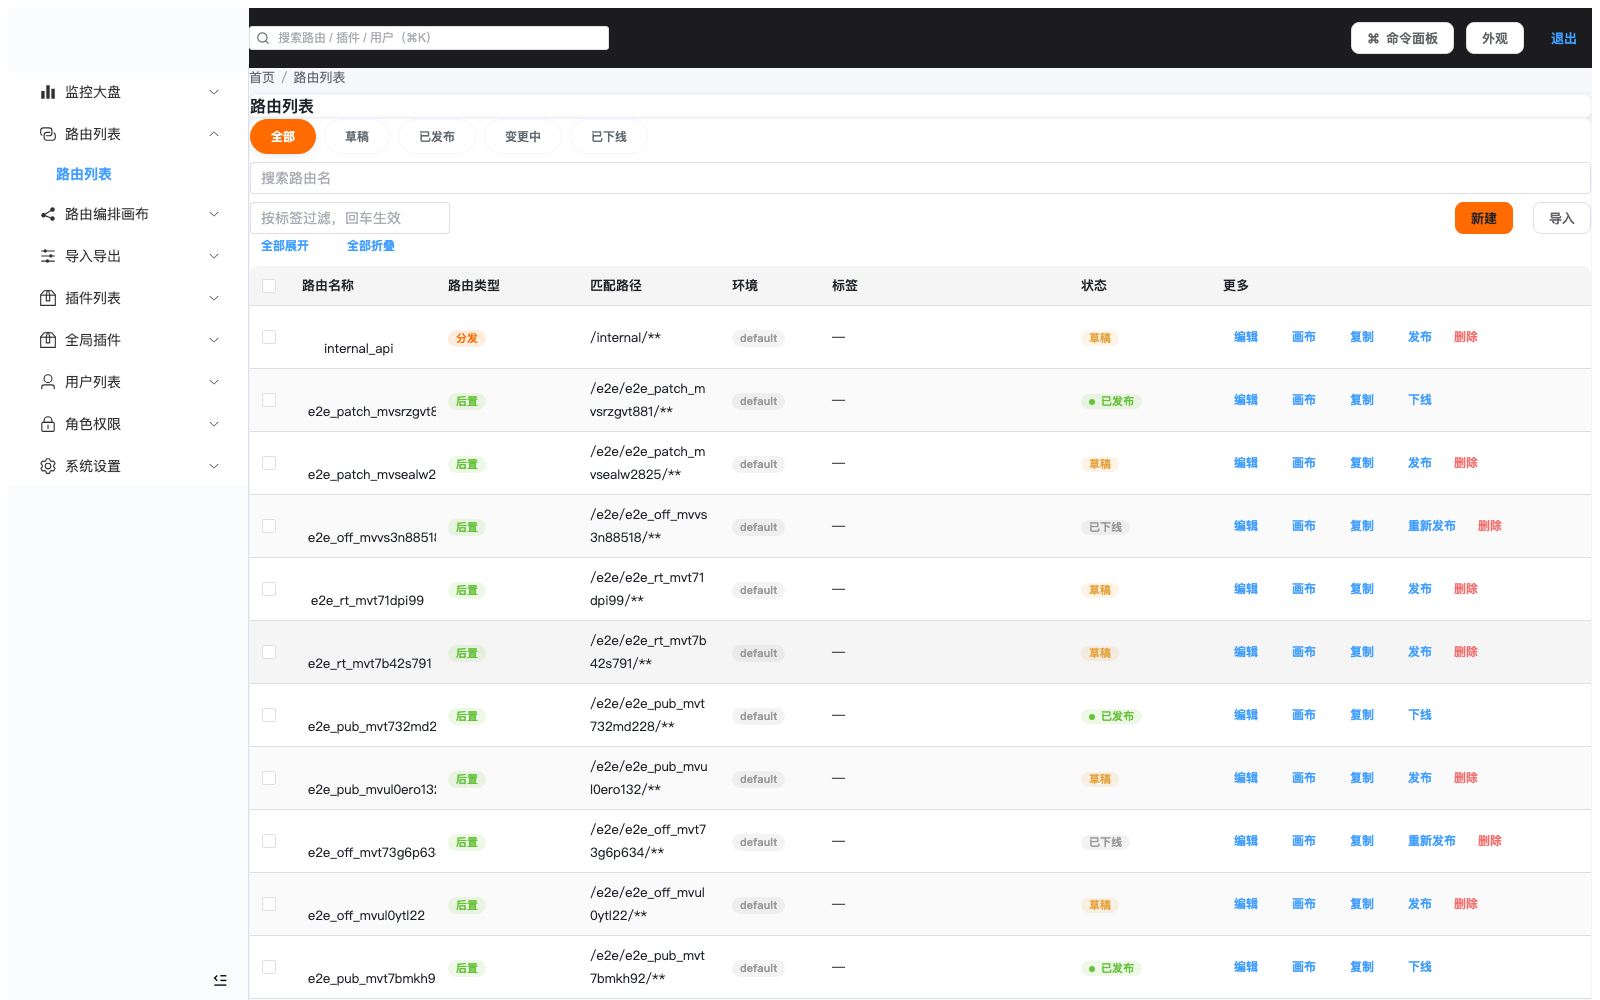 搜索路由 / 插件 / 用户（⌘K）
⌘ 命令面板
外观
退出
监控大盘
路由列表
路由列表
路由编排画布
导入导出
插件列表
全局插件
用户列表
角色权限
系统设置
首页 / 路由列表
路由列表
全部 草稿 已发布 变更中 已下线
搜索路由名
按标签过滤，回车生效
新建 导入
全部展开 全部折叠
路由名称 路由类型 匹配路径 环境 标签 状态 更多
internal_api 分发 /internal/** default — 草稿 编辑 画布 复制 发布 删除
e2e_patch_mvsrzgvt8 后置 /e2e/e2e_patch_m default — 已发布 编辑 画布 复制 下线
vsrzgvt881/**
e2e_patch_mvsealw2 后置 /e2e/e2e_patch_m default — 草稿 编辑 画布 复制 发布 删除
vsealw2825/**
e2e_off_mvvs3n8851 后置 /e2e/e2e_off_mvvs default — 已下线 编辑 画布 复制 重新发布 删除
3n88518/**
e2e_rt_mvt71dpi99 后置 /e2e/e2e_rt_mvt71 default — 草稿 编辑 画布 复制 发布 删除
dpi99/**
e2e_rt_mvt7b42s791 后置 /e2e/e2e_rt_mvt7b default — 草稿 编辑 画布 复制 发布 删除
42s791/**
e2e_pub_mvt732md2 后置 /e2e/e2e_pub_mvt default — 已发布 编辑 画布 复制 下线
732md228/**
e2e_pub_mvul0ero13 后置 /e2e/e2e_pub_mvu default — 草稿 编辑 画布 复制 发布 删除
l0ero132/**
e2e_off_mvt73g6p63 后置 /e2e/e2e_off_mvt7 default — 已下线 编辑 画布 复制 重新发布 删除
3g6p634/**
e2e_off_mvul0ytl22 后置 /e2e/e2e_off_mvul default — 草稿 编辑 画布 复制 发布 删除
0ytl22/**
e2e_pub_mvt7bmkh9 后置 /e2e/e2e_pub_mvt default — 已发布 编辑 画布 复制 下线
7bmkh92/**